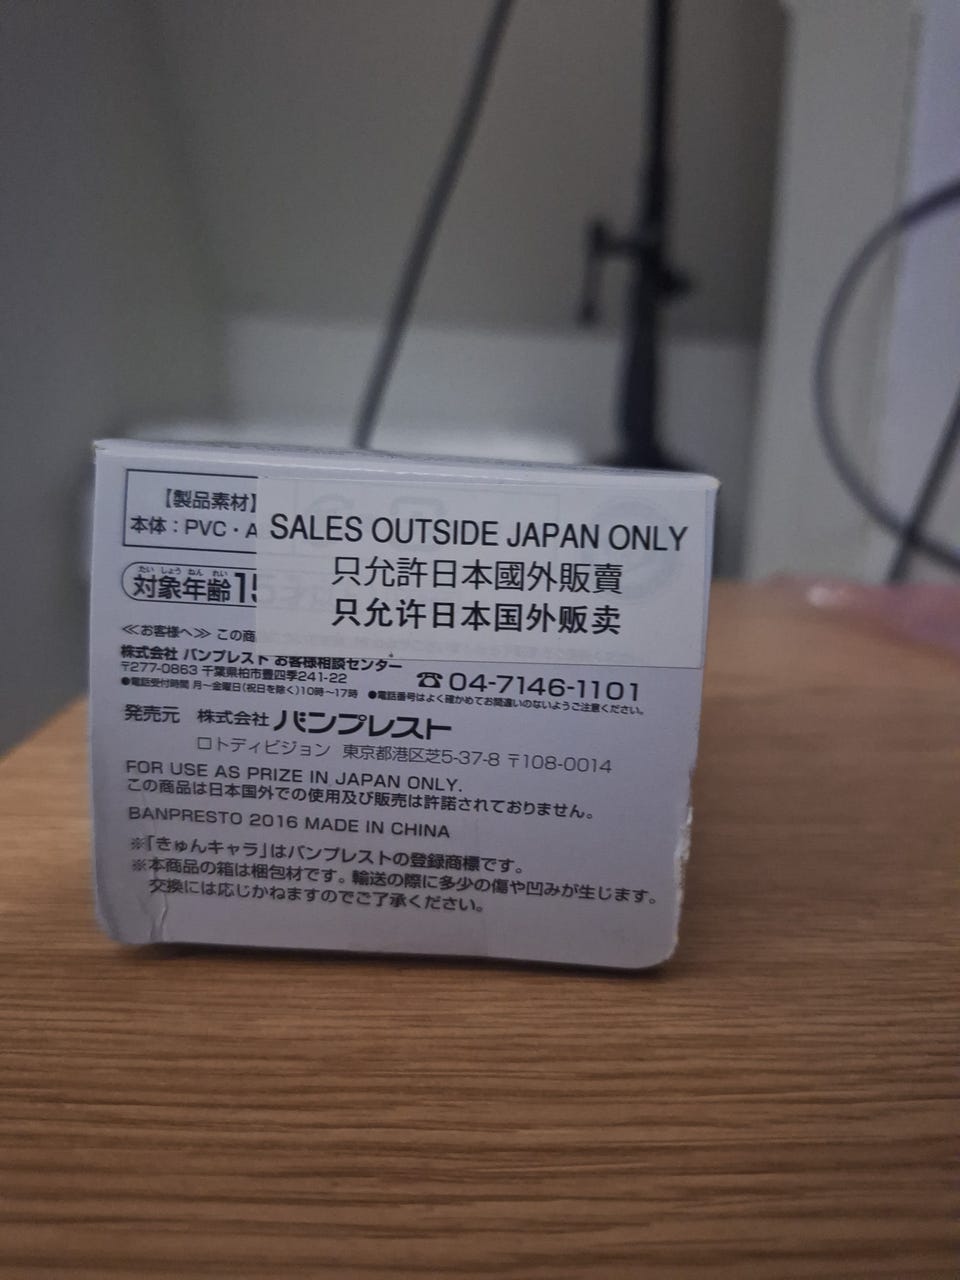 【製品素材】
本体：PVC・A
対象年齢15
たい しょう ねん れい
SALES OUTSIDE JAPAN ONLY
只允許日本國外販賣
只允许日本国外贩卖
≪お客様へ≫ この商
株式会社 バンプレスト お客様相談センター
〒277-0863 千葉県柏市豊四季241-22
☎04-7146-1101
●電話受付時間 月〜金曜日(祝日を除く)10時〜17時 ●電話番号はよく確かめてお間違いのないようご注意ください。
発売元 株式会社 バンプレスト
ロトディビジョン 東京都港区芝5-37-8 〒108-0014
FOR USE AS PRIZE IN JAPAN ONLY.
この商品は日本国外での使用及び販売は許諾されておりません。
BANPRESTO 2016 MADE IN CHINA
※「きゅんキャラ」はバンプレストの登録商標です。
※本商品の箱は梱包材です。輸送の際に多少の傷や凹みが生じます。
交換には応じかねますのでご了承ください。